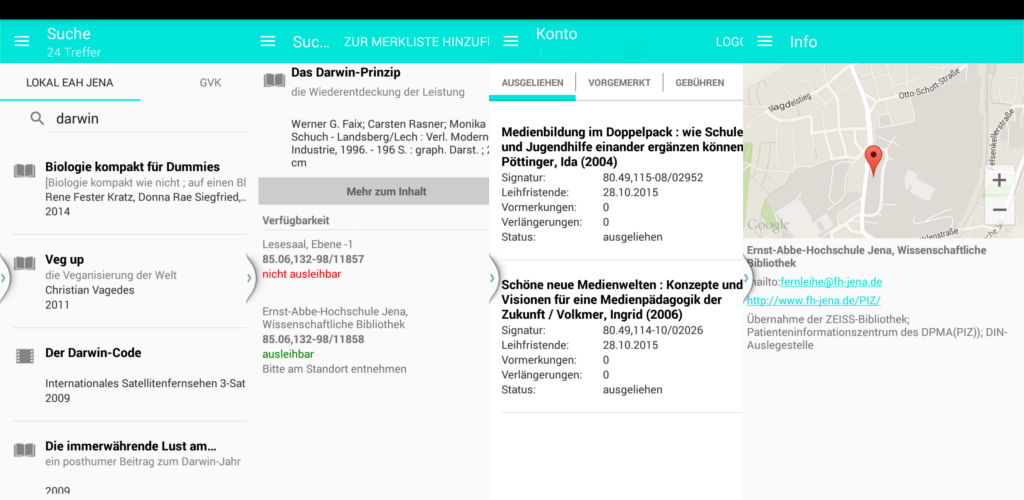 Suche
24 Treffer
LOKAL EAH JENA
GVK
darwin
Biologie kompakt für Dummies
[Biologie kompakt wie nicht ; auf einen Bl
Rene Fester Kratz, Donna Rae Siegfried,..
2014
Veg up
die Veganisierung der Welt
Christian Vagedes
2011
Der Darwin-Code
Internationales Satellitenfernsehen 3-Sat
2009
Die immerwährende Lust am…
ein posthumer Beitrag zum Darwin-Jahr
2009
Suc…
ZUR MERKLISTE HINZUFÜ
Das Darwin-Prinzip
die Wiederentdeckung der Leistung
Werner G. Faix; Carsten Rasner; Monika
Schuch - Landsberg/Lech : Verl. Modern
Industrie, 1996. - 196 S. : graph. Darst. ; 2
cm
Mehr zum Inhalt
Verfügbarkeit
Lesesaal, Ebene -1
85.06,132-98/11857
nicht ausleihbar
Ernst-Abbe-Hochschule Jena,
Wissenschaftliche Bibliothek
85.06,132-98/11858
ausleihbar
Bitte am Standort entnehmen
Konto
LOGO
AUSGELIEHEN
VORGEMERKT
GEBÜHREN
Medienbildung im Doppelpack : wie Schule
und Jugendhilfe einander ergänzen können
Pöttinger, Ida (2004)
Signatur: 80.49,115-08/02952
Leihfristende: 28.10.2015
Vormerkungen: 0
Verlängerungen: 0
Status: ausgeliehen
Schöne neue Medienwelten : Konzepte und
Visionen für eine Medienpädagogik der
Zukunft / Volkmer, Ingrid (2006)
Signatur: 80.49,114-10/02026
Leihfristende: 28.10.2015
Vormerkungen: 0
Verlängerungen: 0
Status: ausgeliehen
Info
Magdelstieg
Otto-Schott-Straße
elsenkellerstraße
hlenstraße
+
−
Google
Ernst-Abbe-Hochschule Jena, Wissenschaftliche
Bibliothek
mailto:fernleihe@fh-jena.de
http://www.fh-jena.de/PIZ/
Übernahme der ZEISS-Bibliothek;
Patienteninformationszentrum des DPMA(PIZ)); DIN-
Auslegestelle